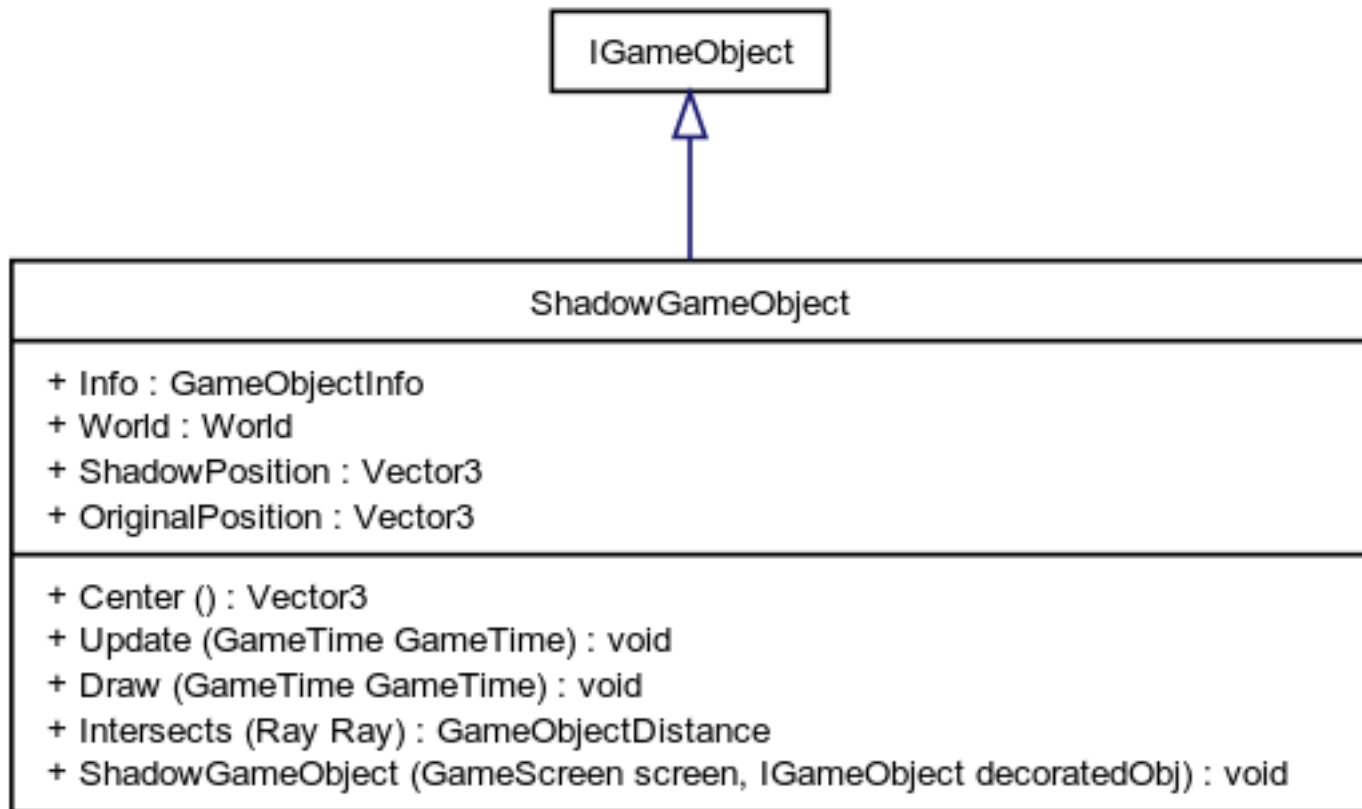 IGameObject
ShadowGameObject
+ Info : GameObjectInfo
+ World : World
+ ShadowPosition : Vector3
+ OriginalPosition : Vector3
+ Center () : Vector3
+ Update (GameTime GameTime) : void
+ Draw (GameTime GameTime) : void
+ Intersects (Ray Ray) : GameObjectDistance
+ ShadowGameObject (GameScreen screen, IGameObject decoratedObj) : void